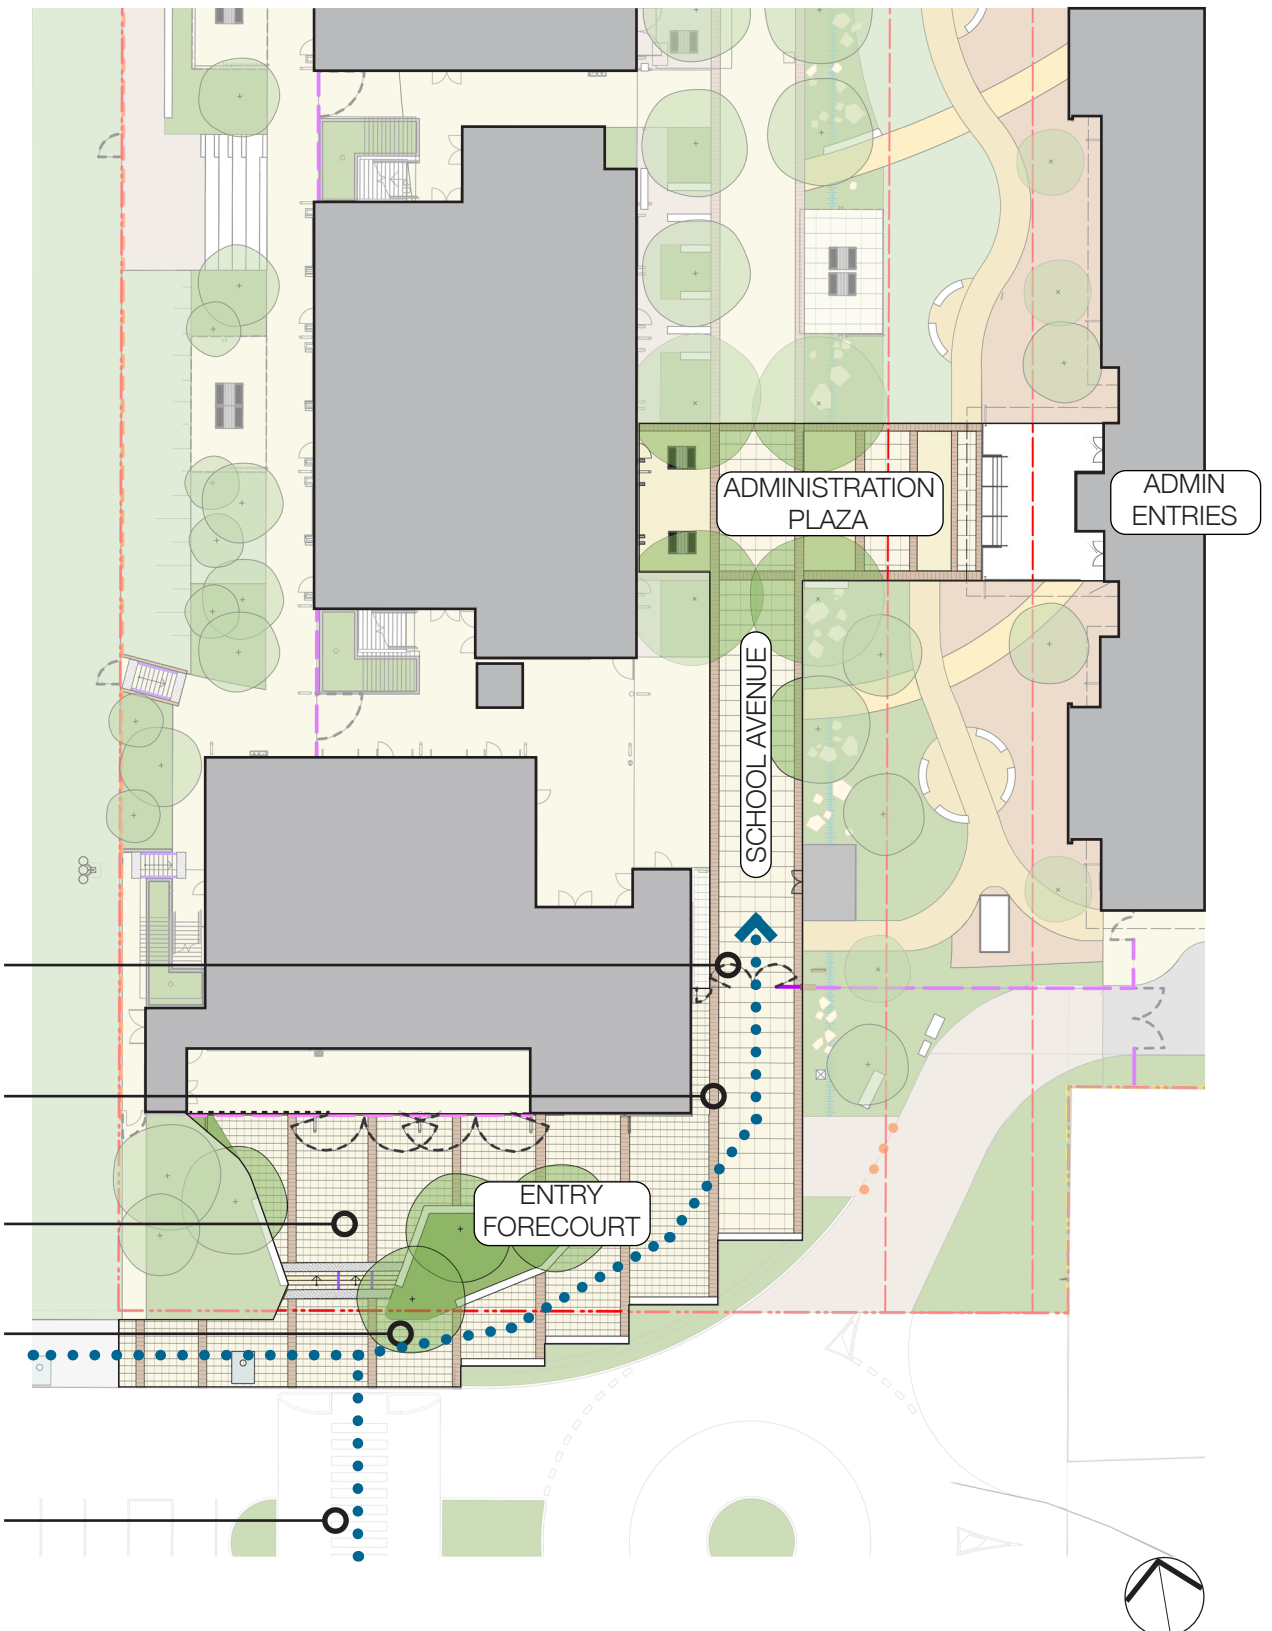 ADMINISTRATION
PLAZA
ADMIN
ENTRIES
SCHOOL AVENUE
ENTRY
FORECOURT